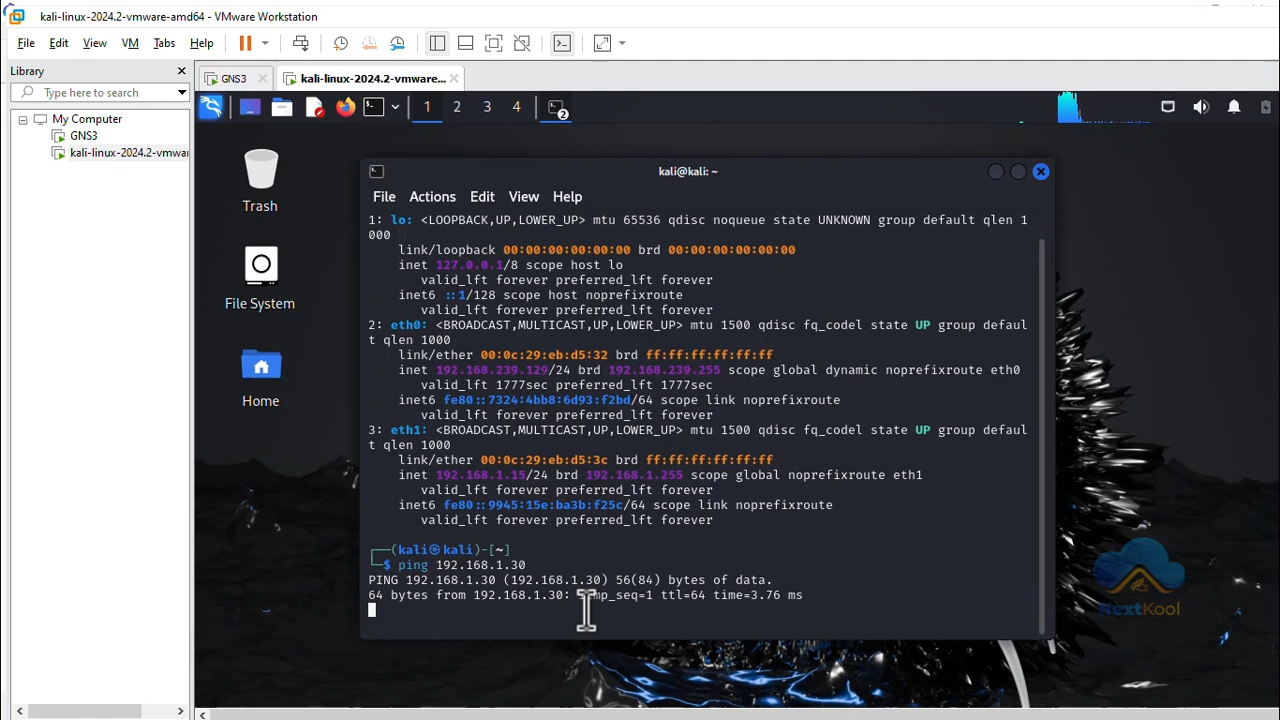 kali-linux-2024.2-vmware-amd64 - VMware Workstation
File Edit View VM Tabs Help
Library
Type here to search
My Computer
GNS3
kali-linux-2024.2-vmwar
GNS3
kali-linux-2024.2-vmware...
1 2 3 4
2
Trash
File System
Home
kali@kali: ~
File Actions Edit View Help
1: lo: <LOOPBACK,UP,LOWER_UP> mtu 65536 qdisc noqueue state UNKNOWN group default qlen 1
000
link/loopback 00:00:00:00:00:00 brd 00:00:00:00:00:00
inet 127.0.0.1/8 scope host lo
valid_lft forever preferred_lft forever
inet6 ::1/128 scope host noprefixroute
valid_lft forever preferred_lft forever
2: eth0: <BROADCAST,MULTICAST,UP,LOWER_UP> mtu 1500 qdisc fq_codel state UP group defaul
t qlen 1000
link/ether 00:0c:29:eb:d5:32 brd ff:ff:ff:ff:ff:ff
inet 192.168.239.129/24 brd 192.168.239.255 scope global dynamic noprefixroute eth0
valid_lft 1777sec preferred_lft 1777sec
inet6 fe80::7324:4bb8:6d93:f2bd/64 scope link noprefixroute
valid_lft forever preferred_lft forever
3: eth1: <BROADCAST,MULTICAST,UP,LOWER_UP> mtu 1500 qdisc fq_codel state UP group defaul
t qlen 1000
link/ether 00:0c:29:eb:d5:3c brd ff:ff:ff:ff:ff:ff
inet 192.168.1.15/24 brd 192.168.1.255 scope global noprefixroute eth1
valid_lft forever preferred_lft forever
inet6 fe80::9945:15e:ba3b:f25c/64 scope link noprefixroute
valid_lft forever preferred_lft forever
┌──(kali㉿kali)-[~]
└─$ ping 192.168.1.30
PING 192.168.1.30 (192.168.1.30) 56(84) bytes of data.
64 bytes from 192.168.1.30: icmp_seq=1 ttl=64 time=3.76 ms
NextKool